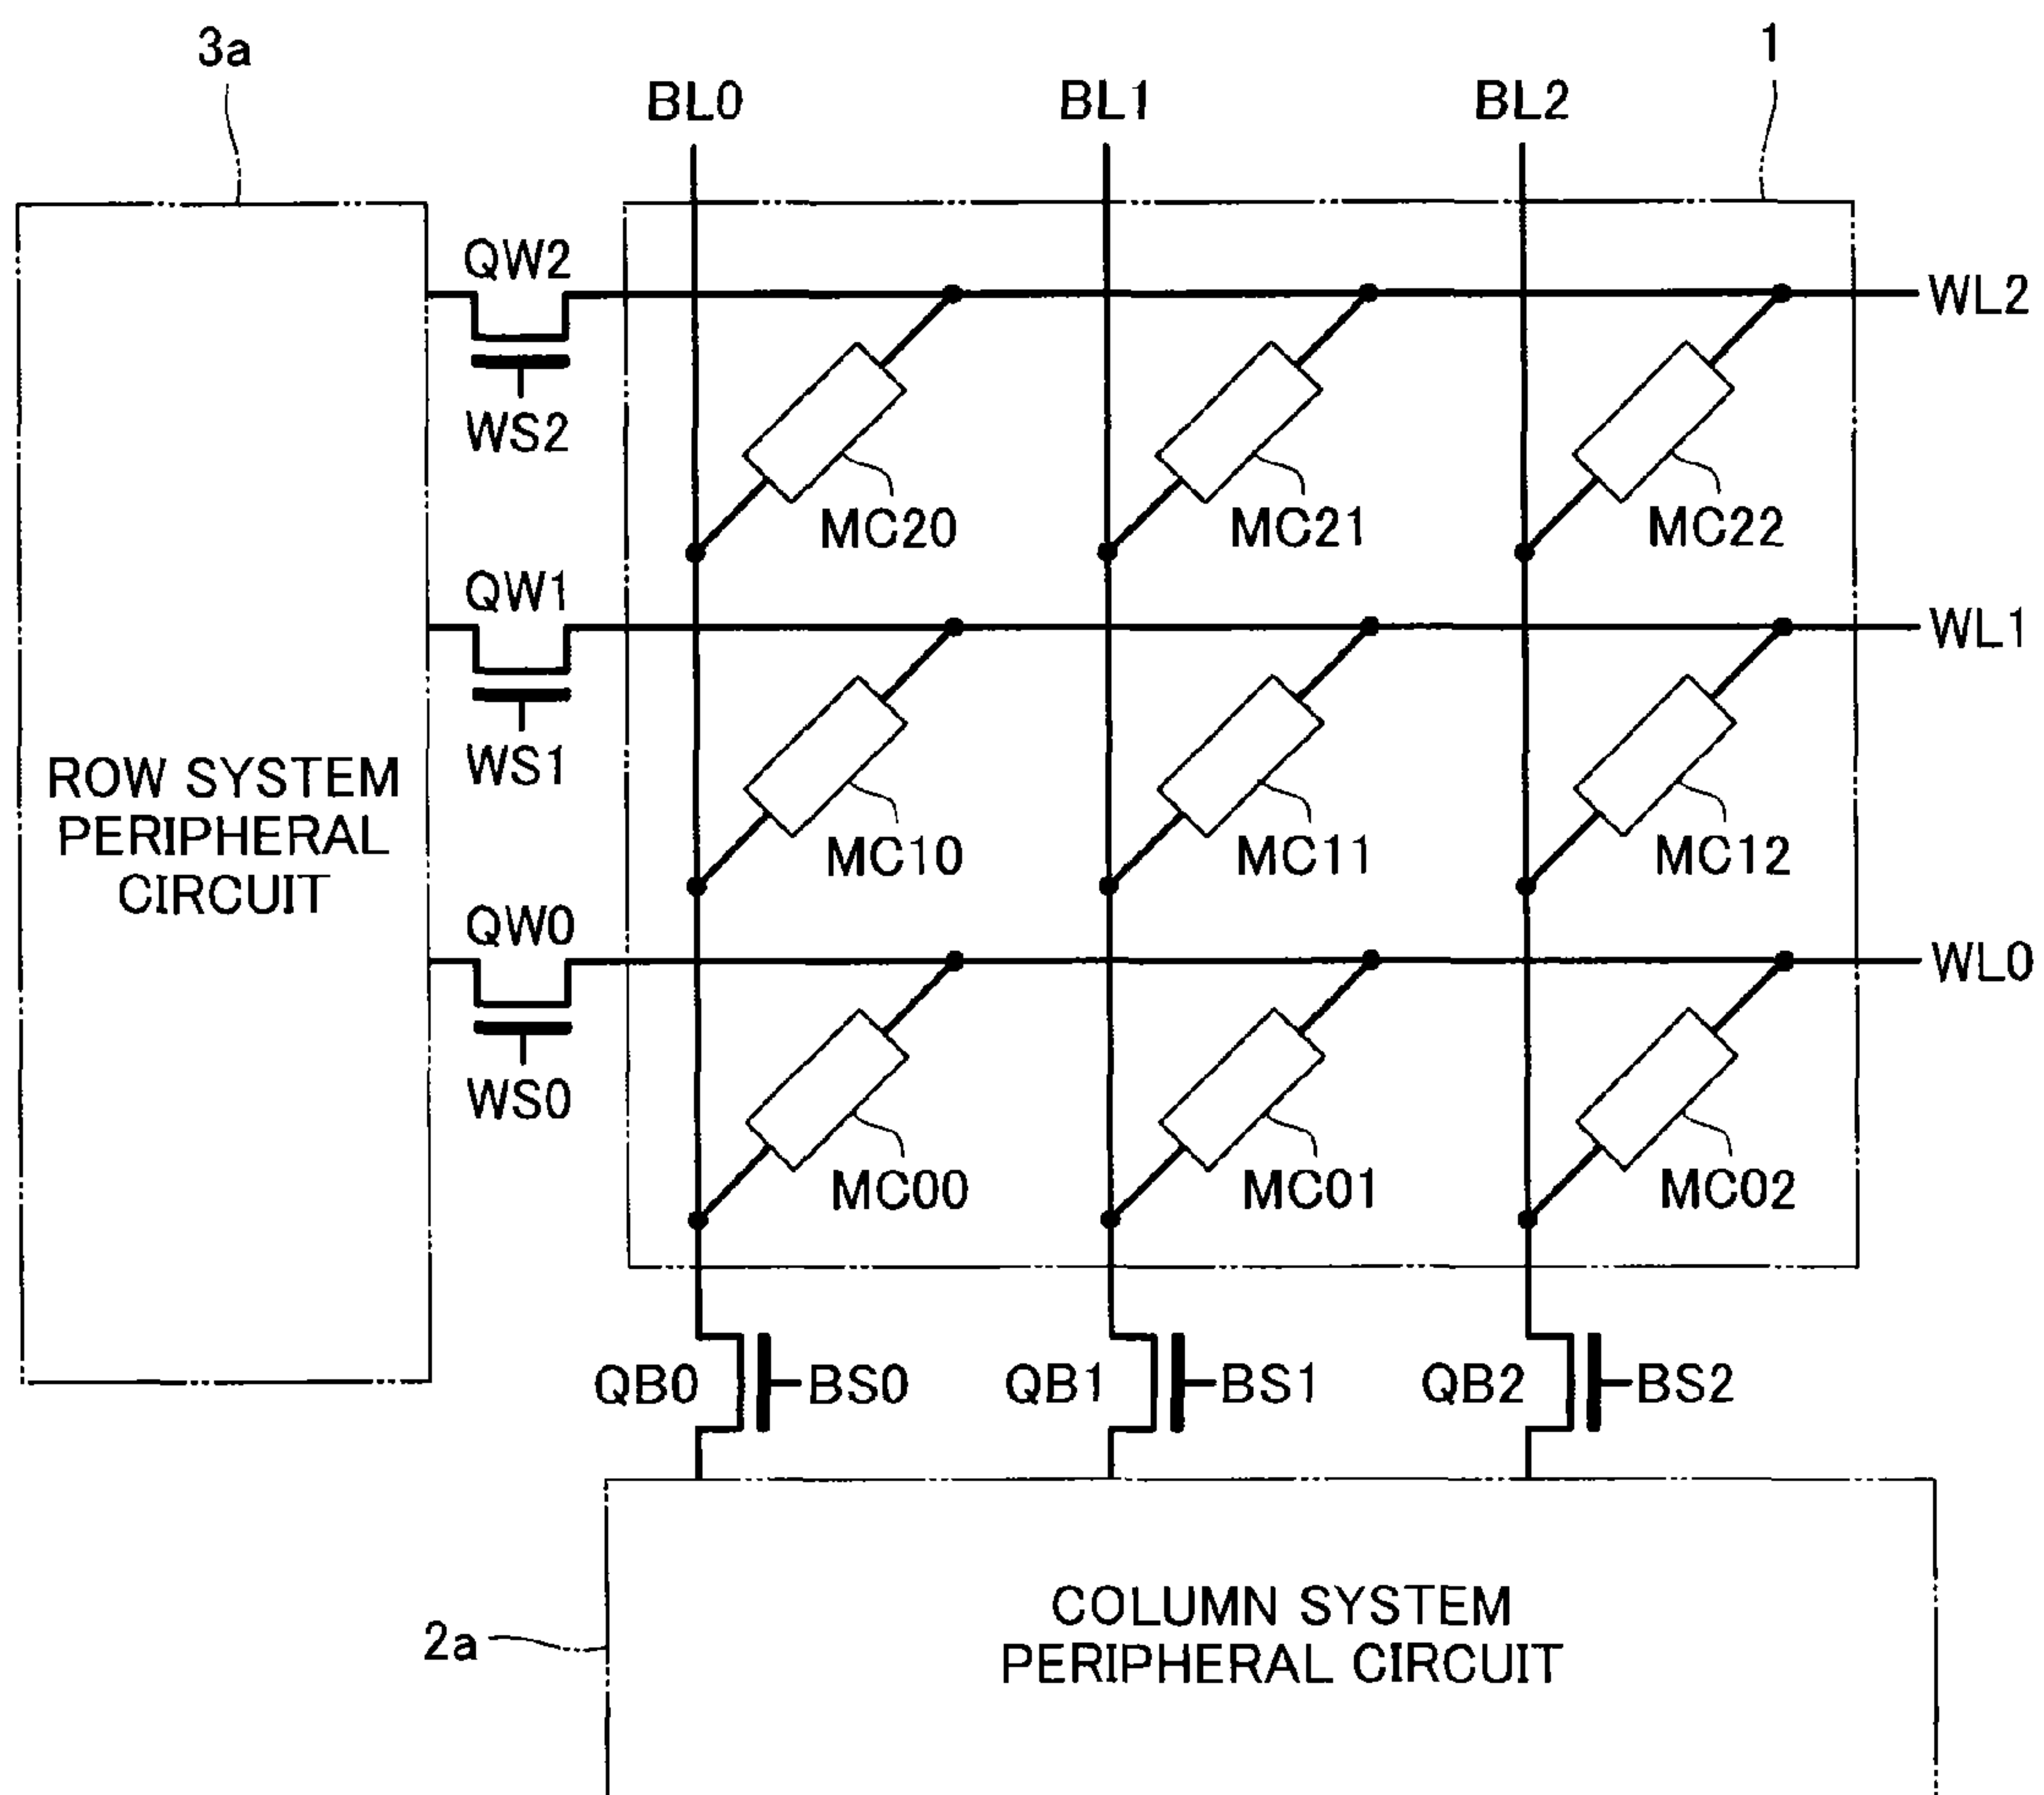 3a
1
BL0
BL1
BL2
QW2
WL2
WS2
MC20
MC21
MC22
QW1
WL1
WS1
ROW SYSTEM
PERIPHERAL
CIRCUIT
MC10
MC11
MC12
QW0
WL0
WS0
MC00
MC01
MC02
QB0
BS0
QB1
BS1
QB2
BS2
2a
COLUMN SYSTEM
PERIPHERAL CIRCUIT